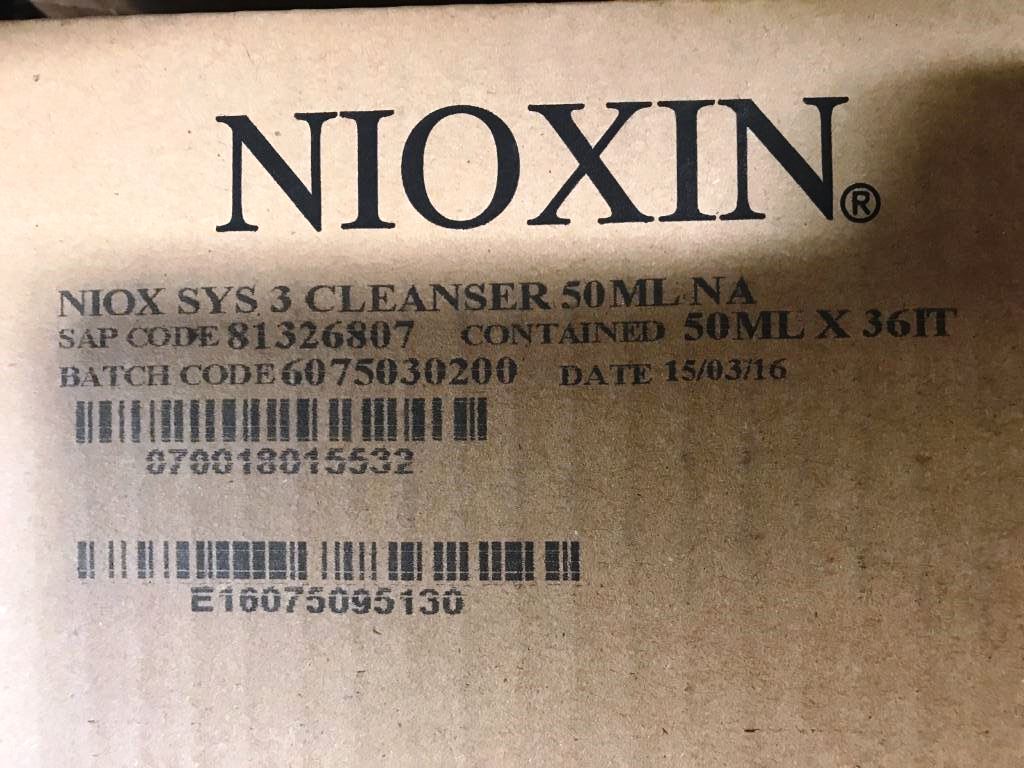 NIOXIN®
NIOX SYS 3 CLEANSER 50ML NA
SAP CODE 81326807 CONTAINED 50ML X 36IT
BATCH CODE 6075030200 DATE 15/03/16
070018015532
E16075095130